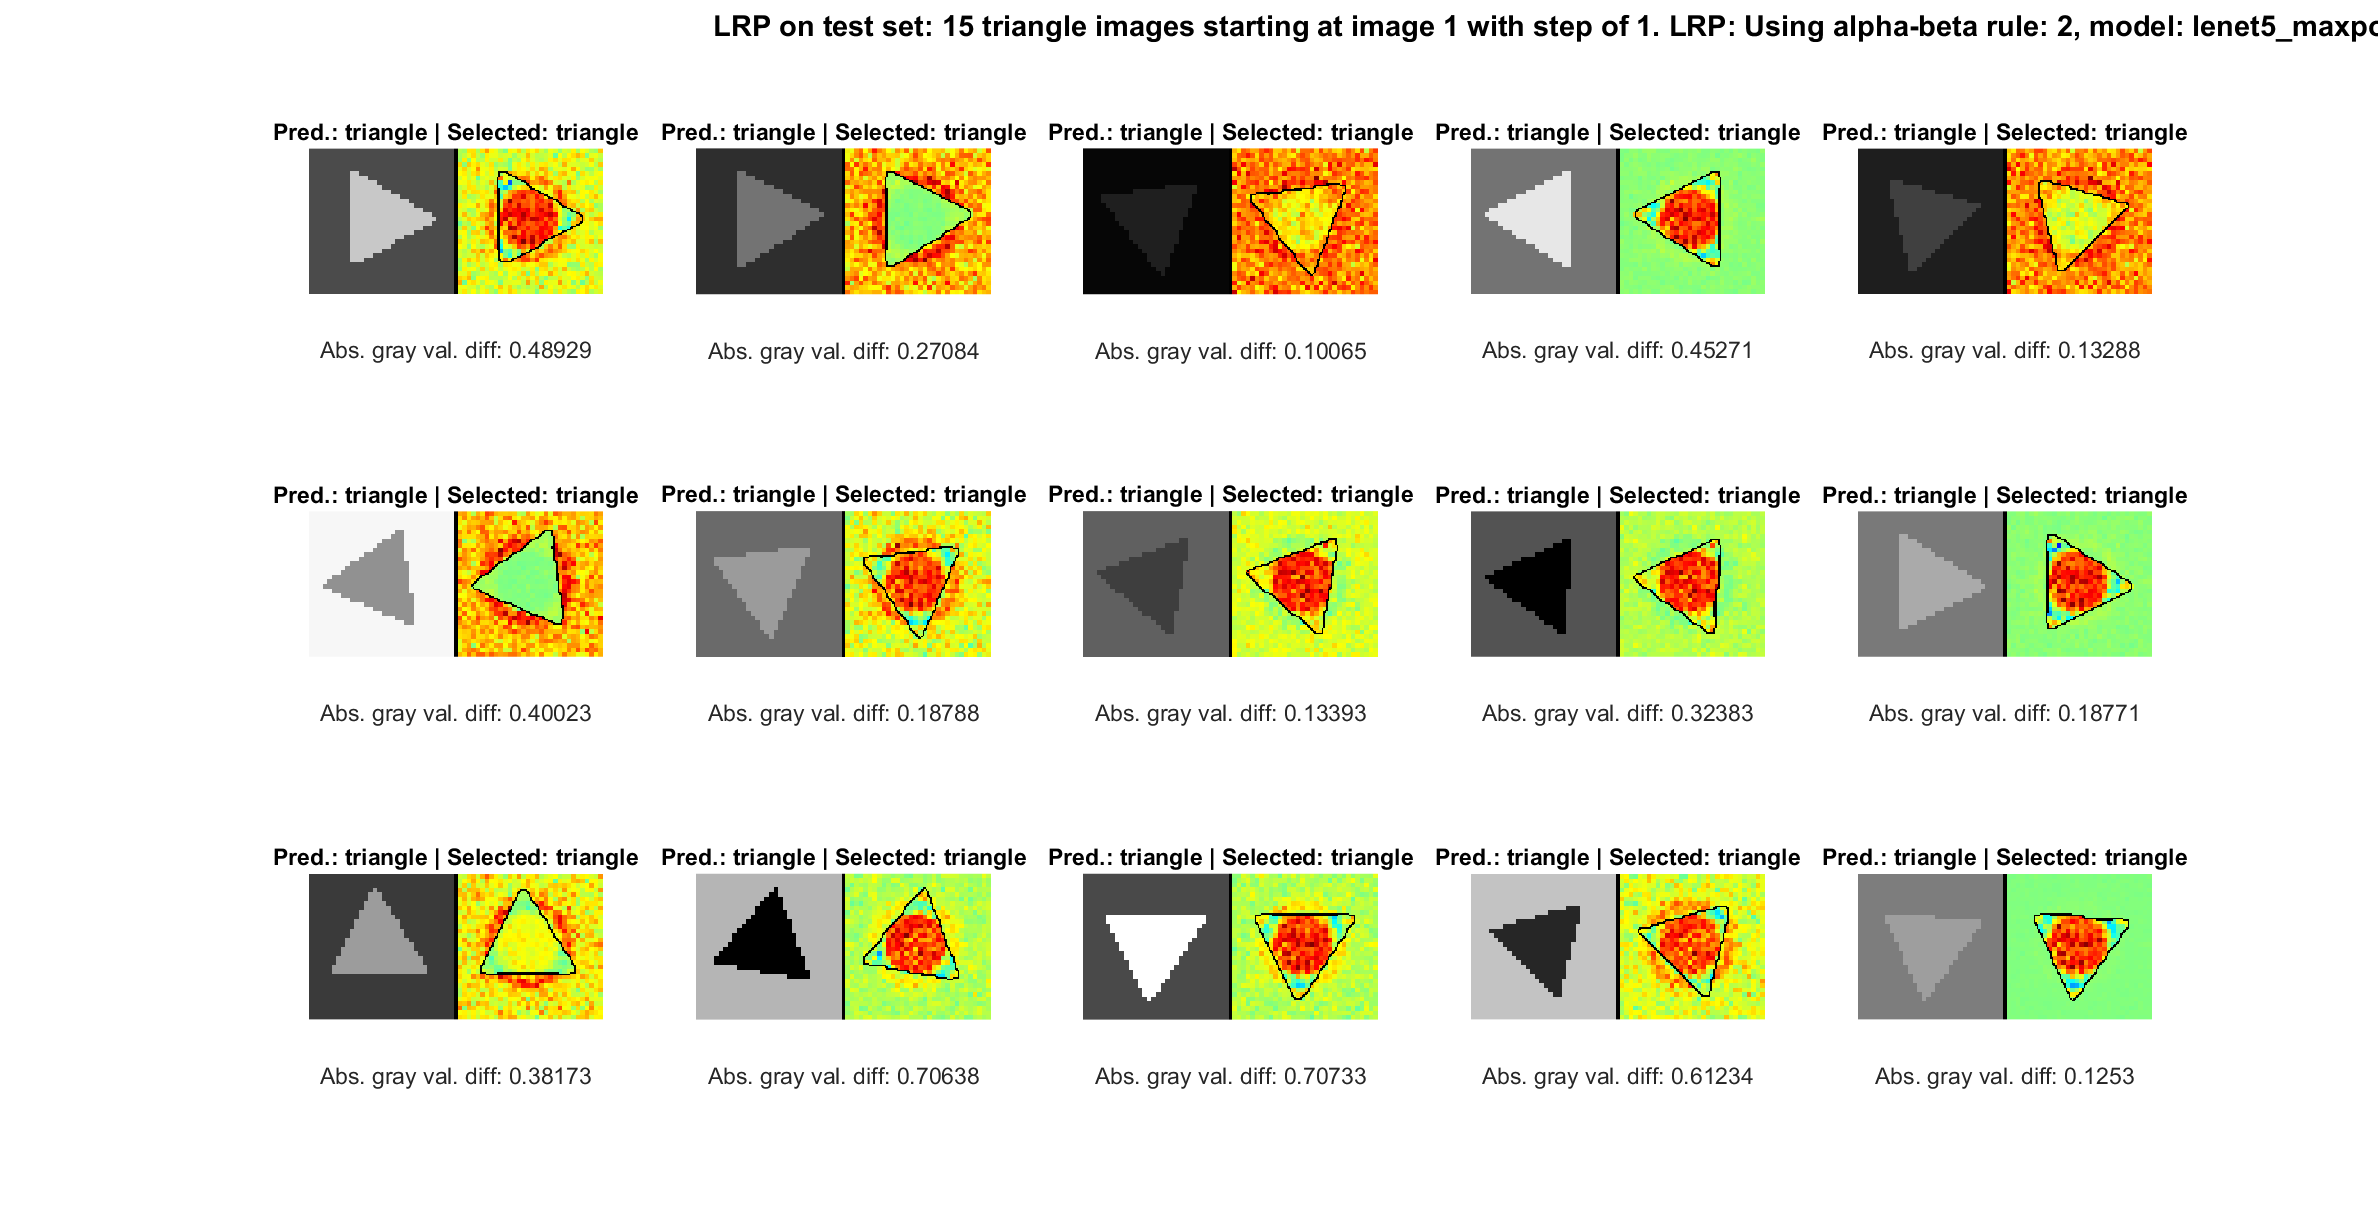 LRP on test set: 15 triangle images starting at image 1 with step of 1. LRP: Using alpha-beta rule: 2, model:
Pred.: triangle | Selected: triangle Pred.: triangle | Selected: triangle Pred.: triangle | Selected: triangle Pred.: triangle | Selected: triangle Pred.: triangle | Selected: triangle
Abs. gray val. diff: 0.48929 Abs. gray val. diff: 0.27084 Abs. gray val. diff: 0.10065 Abs. gray val. diff: 0.45271 Abs. gray val. diff: 0.13288
Pred.: triangle | Selected: triangle Pred.: triangle | Selected: triangle Pred.: triangle | Selected: triangle Pred.: triangle | Selected: triangle Pred.: triangle | Selected: triangle
Abs. gray val. diff: 0.40023 Abs. gray val. diff: 0.18788 Abs. gray val. diff: 0.13393 Abs. gray val. diff: 0.32383 Abs. gray val. diff: 0.18771
Pred.: triangle | Selected: triangle Pred.: triangle | Selected: triangle Pred.: triangle | Selected: triangle Pred.: triangle | Selected: triangle Pred.: triangle | Selected: triangle
Abs. gray val. diff: 0.38173 Abs. gray val. diff: 0.70638 Abs. gray val. diff: 0.70733 Abs. gray val. diff: 0.61234 Abs. gray val. diff: 0.1253